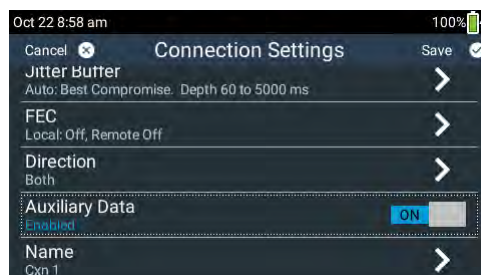 Oct 22 8:58 am 100%
Cancel Connection Settings Save
Jitter Buffer
Auto: Best Compromise. Depth 60 to 5000 ms
FEC
Local: Off, Remote Off
Direction
Both
Auxiliary Data
Enabled
ON
Name
Cxn 1